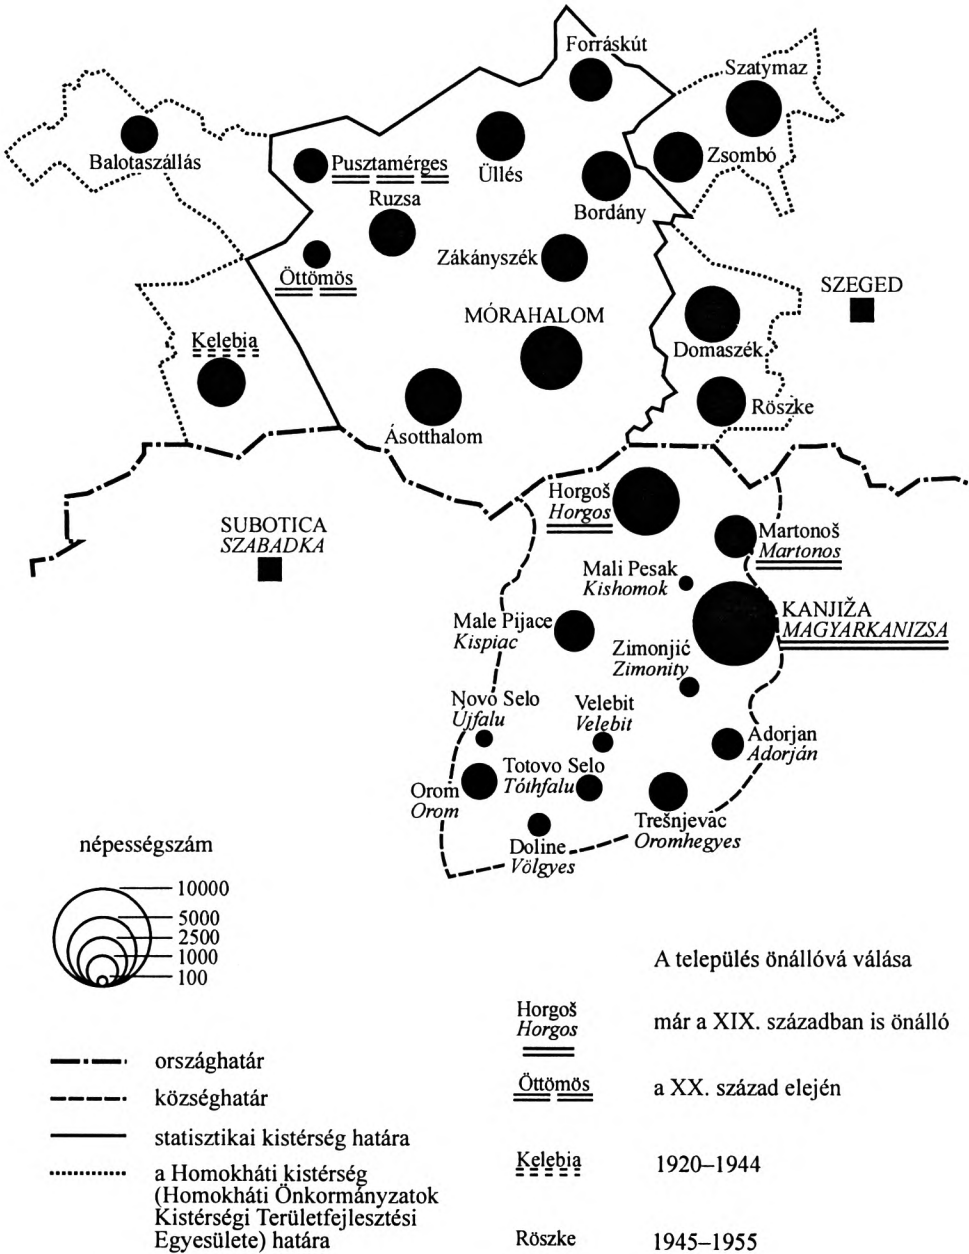 Forráskút
Szatymaz
Balotaszállás
Pusztamérges
Üllés
Zsombó
Ruzsa
Bordány
Öttömös
Zákányszék
SZEGED
MÓRAHALOM
Kelebia
Domaszék
Röszke
Ásotthalom
Horgoš
Horgos
SUBOTICA
SZABADKA
Martonoš
Martonos
Mali Pesak
Kishomok
KANJIŽA
MAGYARKANIZSA
Male Pijace
Kispiac
Zimonjić
Zimonity
Novo Selo
Újfalu
Velebit
Velebit
Adorjan
Adorján
Totovo Selo
Tóthfalu
Orom
Orom
Trešnjevac
Oromhegyes
Doline
Völgyes
népességszám
10000
5000
2500
1000
100
országhatár
községhatár
statisztikai kistérség határa
a Homokháti kistérség
(Homokháti Önkormányzatok
Kistérségi Területfejlesztési
Egyesülete) határa
A település önállóvá válása
Horgoš
Horgos
már a XIX. században is önálló
Öttömös
a XX. század elején
Kelebia
1920–1944
Röszke
1945–1955